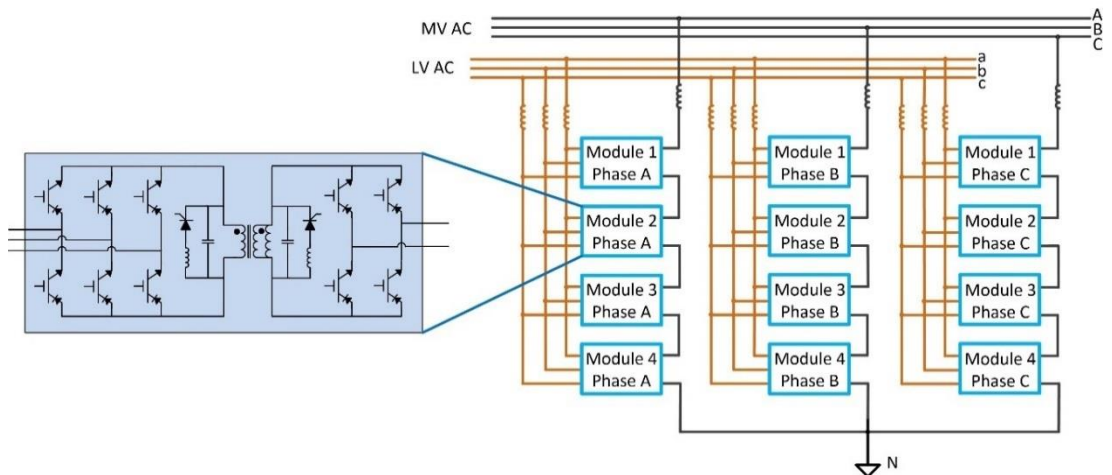 A
MV AC
B
C
a
LV AC
b
c
Module 1
Phase A
Module 1
Phase B
Module 1
Phase C
Module 2
Phase A
Module 2
Phase B
Module 2
Phase C
Module 3
Phase A
Module 3
Phase B
Module 3
Phase C
Module 4
Phase A
Module 4
Phase B
Module 4
Phase C
N